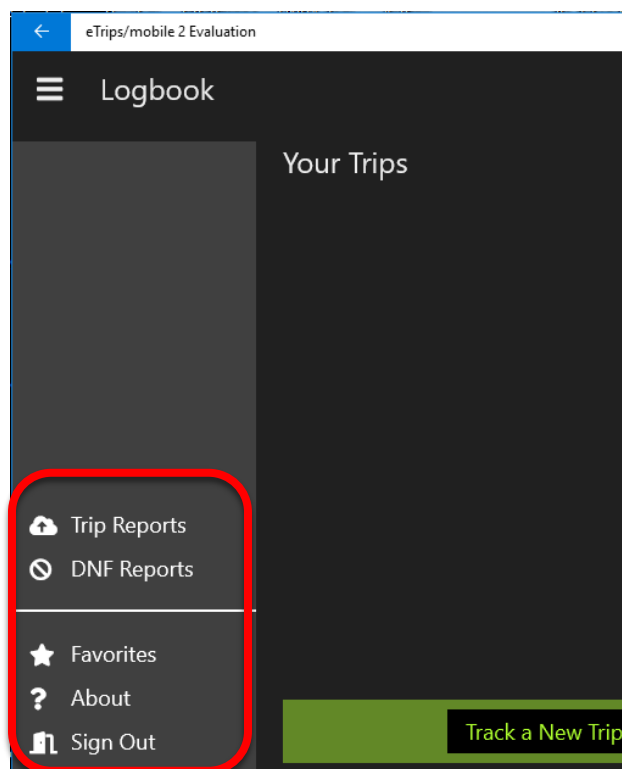 eTrips/mobile 2 Evaluation
Logbook
Your Trips
Trip Reports
DNF Reports
Favorites
About
Sign Out
Track a New Trip